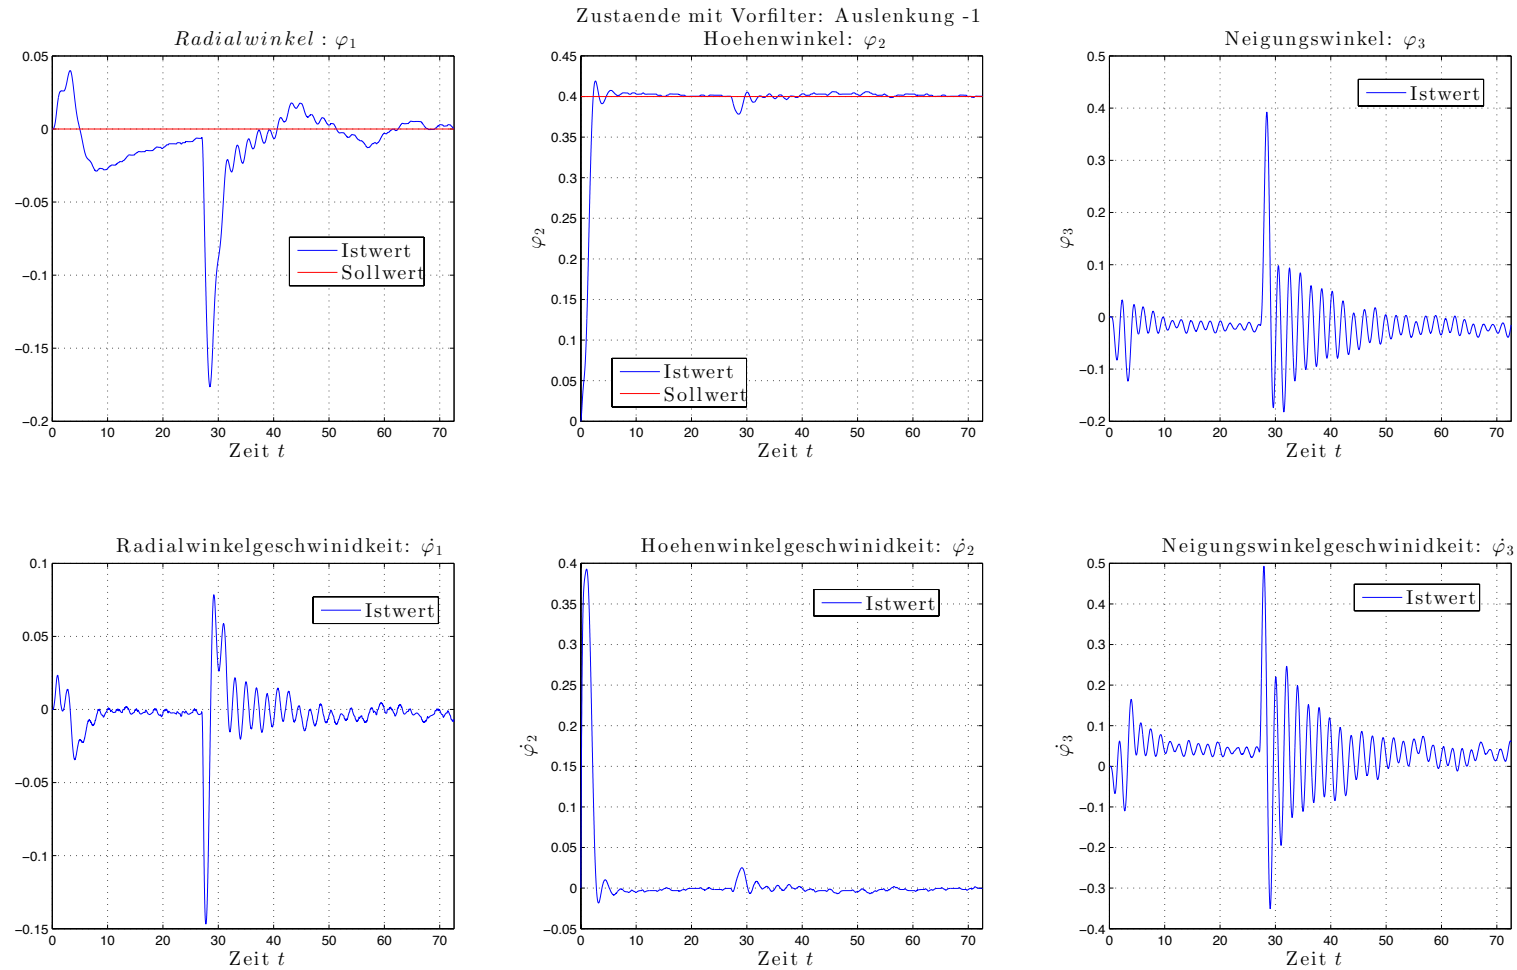 Zustaende mit Vorfilter: Auslenkung -1
Radialwinkel : φ1
0.05
0
−0.05
−0.1
−0.15
−0.2
0 10 20 30 40 50 60 70
Zeit t
Istwert
Sollwert
Hoehenwinkel: φ2
φ2
0.45
0.4
0.35
0.3
0.25
0.2
0.15
0.1
0.05
0
0 10 20 30 40 50 60 70
Zeit t
Istwert
Sollwert
Neigungswinkel: φ3
φ3
0.5
0.4
0.3
0.2
0.1
0
−0.1
−0.2
0 10 20 30 40 50 60 70
Zeit t
Istwert
Radialwinkelgeschwinidkeit: φ̇1
0.1
0.05
0
−0.05
−0.1
−0.15
0 10 20 30 40 50 60 70
Zeit t
Istwert
Hoehenwinkelgeschwinidkeit: φ̇2
φ̇2
0.4
0.35
0.3
0.25
0.2
0.15
0.1
0.05
0
−0.05
0 10 20 30 40 50 60 70
Zeit t
Istwert
Neigungswinkelgeschwinidkeit: φ̇3
φ̇3
0.5
0.4
0.3
0.2
0.1
0
−0.1
−0.2
−0.3
−0.4
0 10 20 30 40 50 60 70
Zeit t
Istwert